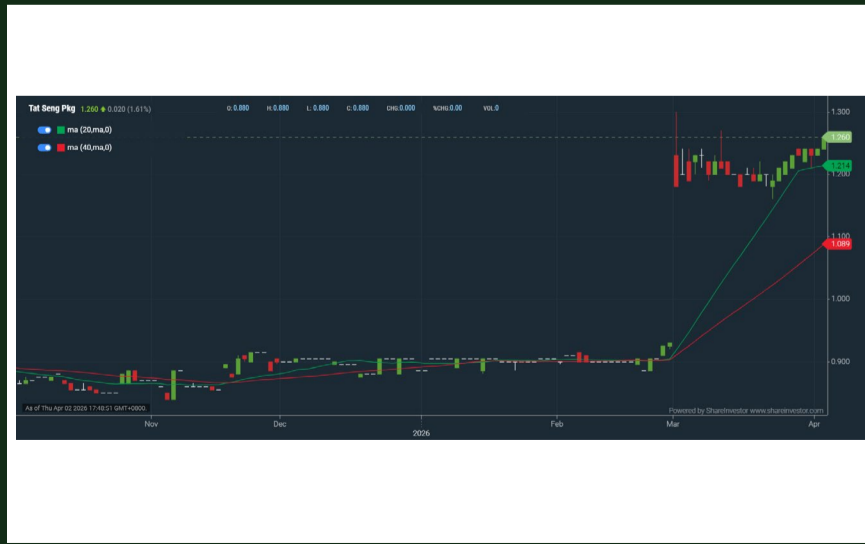 Tat Seng Pkg 1.260 0.020 (1.61%) O: 0.880 H: 0.880 L: 0.880 C: 0.880 CHG:0.000 %CHG:0.00 VOL:0
ma (20,ma,0)
ma (40,ma,0)
1.300
1.260
1.214
1.200
1.100
1.089
1.000
0.900
As of Thu Apr 02 2026 17:48:51 GMT+0800.
Powered by ShareInvestor www.shareinvestor.com
Nov Dec Feb Mar Apr
2026